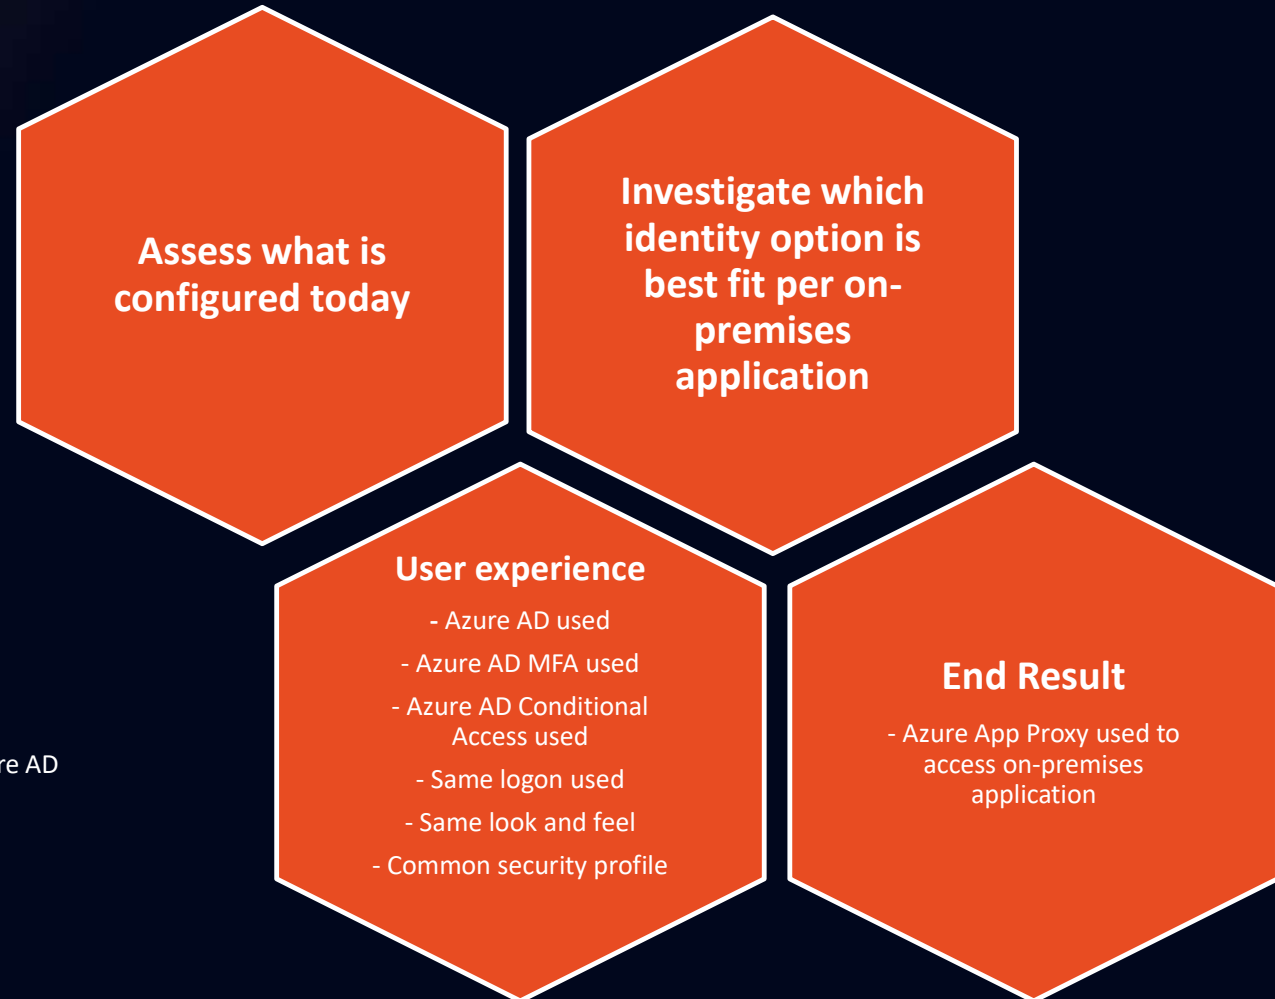 Assess what is
configured today
Investigate which
identity option is
best fit per on-
premises
application
User experience
- Azure AD used
- Azure AD MFA used
- Azure AD Conditional
Access used
- Same logon used
- Same look and feel
- Common security profile
End Result
- Azure App Proxy used to
access on-premises
application
AD